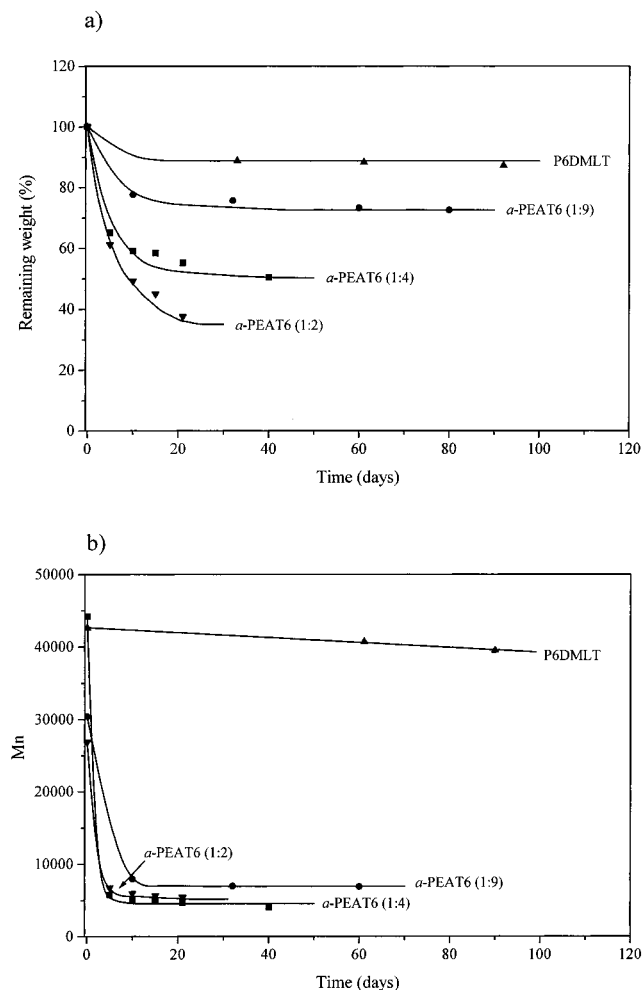 a)
120
100
80
60
40
20
0
Remaining weight (%)
P6DMLT
a-PEAT6 (1:9)
a-PEAT6 (1:4)
a-PEAT6 (1:2)
0 20 40 60 80 100 120
Time (days)
b)
50000
40000
30000
20000
10000
0
Mn
P6DMLT
a-PEAT6 (1:2)
a-PEAT6 (1:9)
a-PEAT6 (1:4)
0 20 40 60 80 100 120
Time (days)